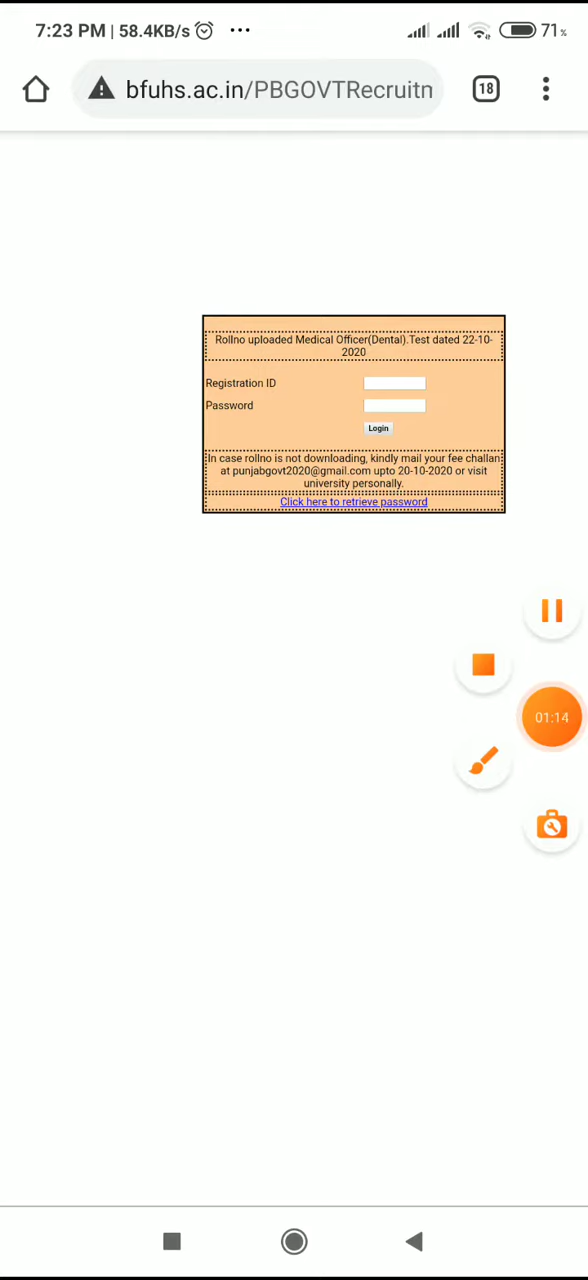 7:23 PM | 58.4KB/s ... 71%
bfuhs.ac.in/PBGOVTRecruitn 18
Rollno uploaded Medical Officer(Dental).Test dated 22-10-
2020
Registration ID
Password
Login
In case rollno is not downloading, kindly mail your fee challan
at punjabgovt2020@gmail.com upto 20-10-2020 or visit
university personally.
Click here to retrieve password
01:14